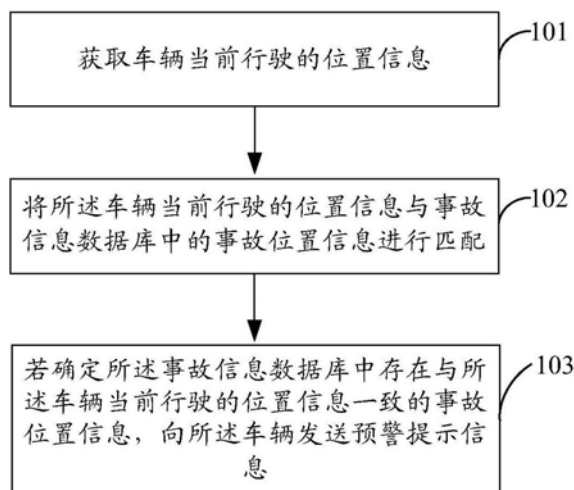 获取车辆当前行驶的位置信息
101
将所述车辆当前行驶的位置信息与事故
信息数据库中的事故位置信息进行匹配
102
若确定所述事故信息数据库中存在与所
述车辆当前行驶的位置信息一致的事故
位置信息，向所述车辆发送预警提示信
息
103